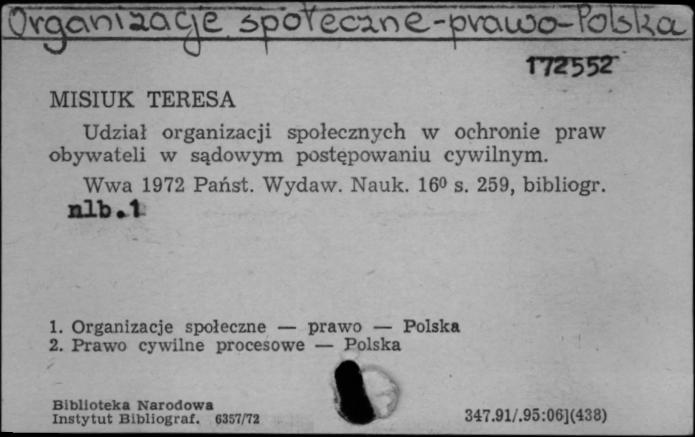 Organizacje społeczne-prawo-Polska
172552
MISIUK TERESA
Udział organizacji społecznych w ochronie praw
obywateli w sądowym postępowaniu cywilnym.
Wwa 1972 Państ. Wydaw. Nauk. 16⁰ s. 259, bibliogr.
nlb.1
1. Organizacje społeczne — prawo — Polska
2. Prawo cywilne procesowe — Polska
Biblioteka Narodowa
Instytut Bibliograf. 6357/72
347.91/.95:06](438)